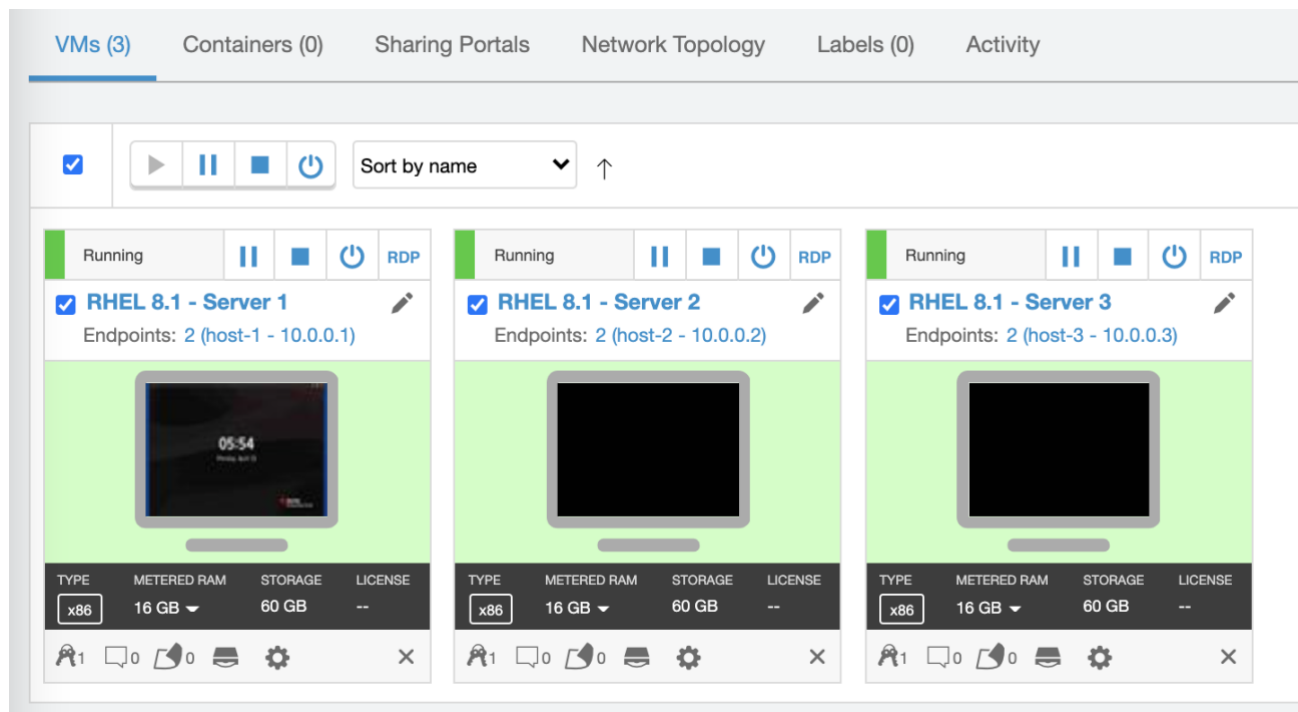 VMs (3) Containers (0) Sharing Portals Network Topology Labels (0) Activity
Sort by name
Running RDP
RHEL 8.1 - Server 1
Endpoints: 2 (host-1 - 10.0.0.1)
05:54
TYPE METERED RAM STORAGE LICENSE
x86 16 GB 60 GB --
1 0 0
Running RDP
RHEL 8.1 - Server 2
Endpoints: 2 (host-2 - 10.0.0.2)
TYPE METERED RAM STORAGE LICENSE
x86 16 GB 60 GB --
1 0 0
Running RDP
RHEL 8.1 - Server 3
Endpoints: 2 (host-3 - 10.0.0.3)
TYPE METERED RAM STORAGE LICENSE
x86 16 GB 60 GB --
1 0 0